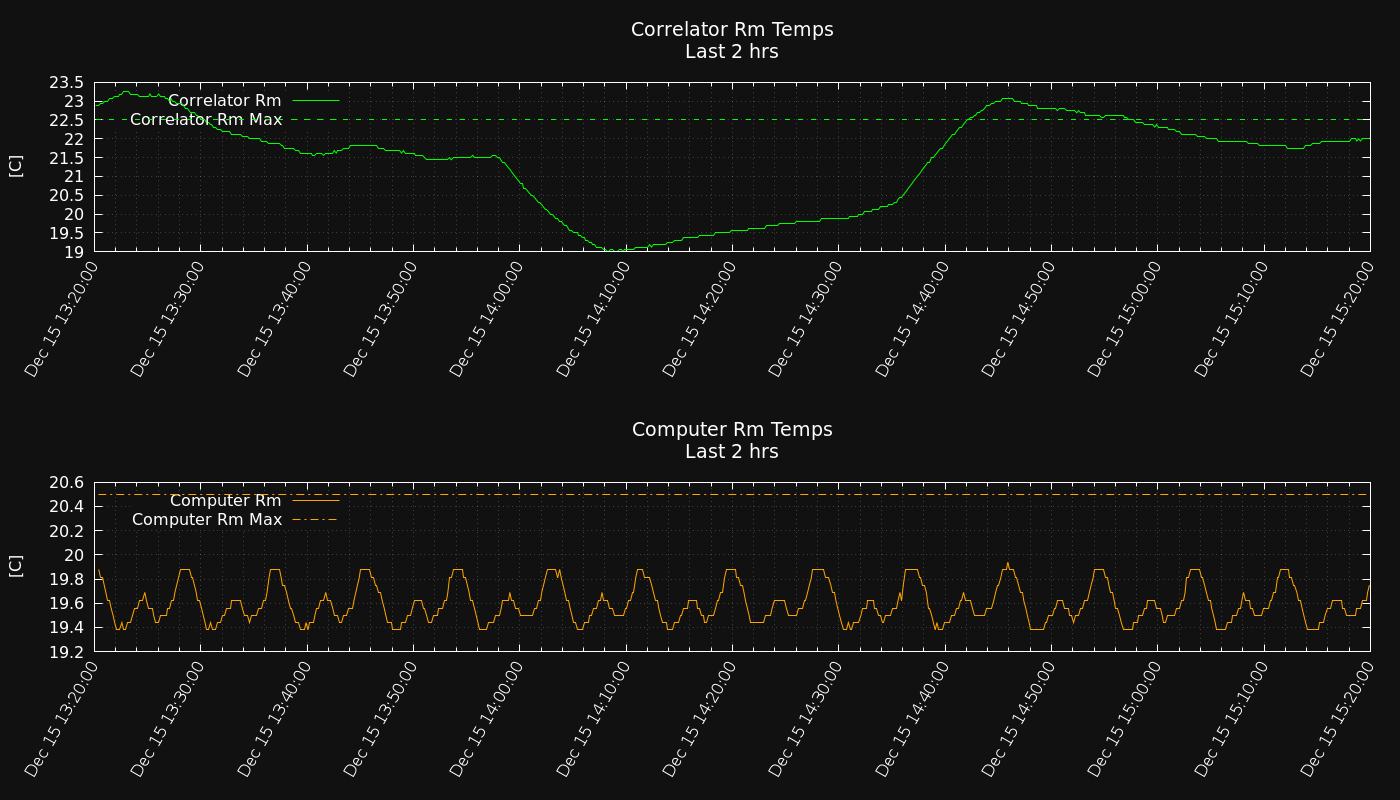 Correlator Rm Temps
Last 2 hrs
23.5
23
22.5
22
21.5
21
20.5
20
19.5
19
[C]
Correlator Rm
Correlator Rm Max
Dec 15 13:20:00
Dec 15 13:30:00
Dec 15 13:40:00
Dec 15 13:50:00
Dec 15 14:00:00
Dec 15 14:10:00
Dec 15 14:20:00
Dec 15 14:30:00
Dec 15 14:40:00
Dec 15 14:50:00
Dec 15 15:00:00
Dec 15 15:10:00
Dec 15 15:20:00
Computer Rm Temps
Last 2 hrs
20.6
20.4
20.2
20
19.8
19.6
19.4
19.2
[C]
Computer Rm
Computer Rm Max
Dec 15 13:20:00
Dec 15 13:30:00
Dec 15 13:40:00
Dec 15 13:50:00
Dec 15 14:00:00
Dec 15 14:10:00
Dec 15 14:20:00
Dec 15 14:30:00
Dec 15 14:40:00
Dec 15 14:50:00
Dec 15 15:00:00
Dec 15 15:10:00
Dec 15 15:20:00